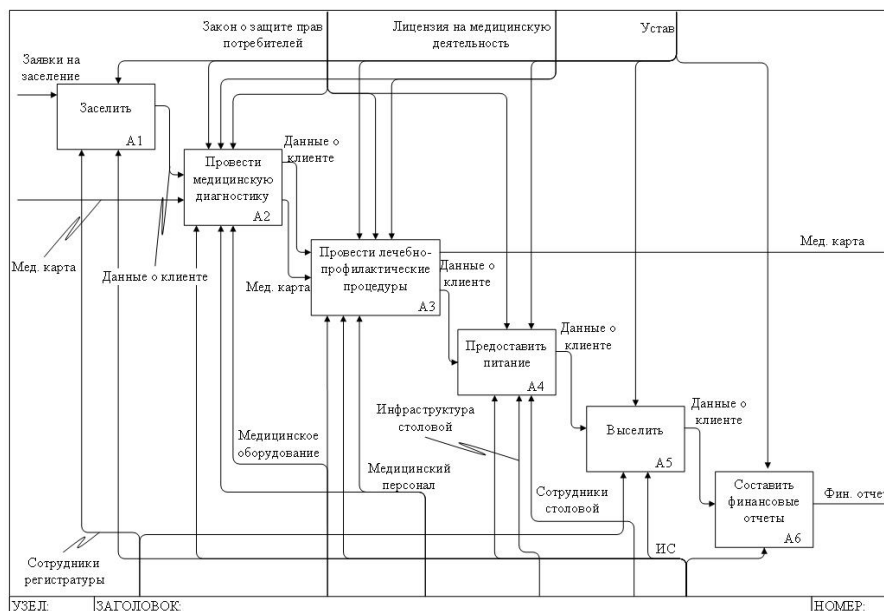 Закон о защите прав
потребителей
Лицензия на медицинскую
деятельность
Устав
Заявки на
заселение
Заселить
А1
Данные о
клиенте
Провести
медицинскую
диагностику
А2
Мед. карта
Данные о клиенте
Мед. карта
Провести лечебно-
профилактические
процедуры
А3
Мед. карта
Данные о
клиенте
Предоставить
питание
А4
Данные о
клиенте
Инфраструктура
столовой
Выселить
А5
Данные о
клиенте
Медицинское
оборудование
Медицинский
персонал
Сотрудники
столовой
Составить
финансовые
отчеты
А6
Фин. отчет
Сотрудники
регистратуры
ИС
УЗЕЛ:
ЗАГОЛОВОК:
НОМЕР: